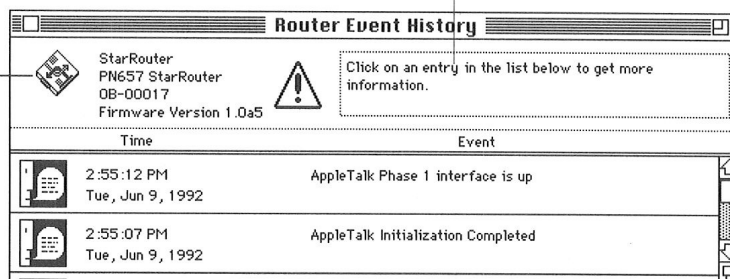 Router Event History
StarRouter
PN657 StarRouter
0B-00017
Firmware Version 1.0a5
Click on an entry in the list below to get more
information.
Time Event
2:55:12 PM AppleTalk Phase 1 interface is up
Tue, Jun 9, 1992
2:55:07 PM AppleTalk Initialization Completed
Tue, Jun 9, 1992